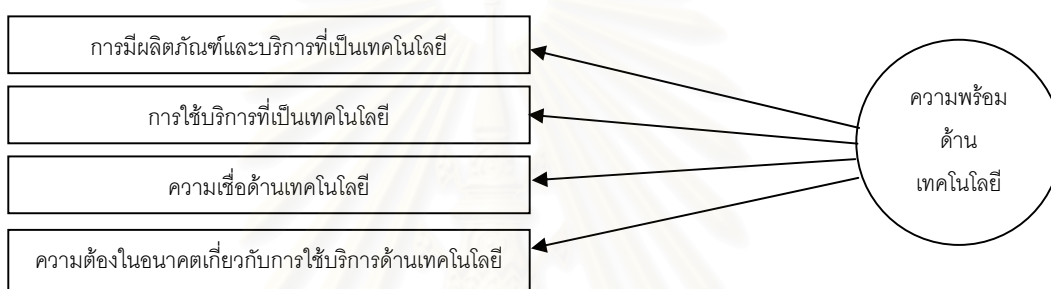 การมีผลิตภัณฑ์และบริการที่เป็นเทคโนโลยี
การใช้บริการที่เป็นเทคโนโลยี
ความเชื่อด้านเทคโนโลยี
ความต้องในอนาคตเกี่ยวกับการใช้บริการด้านเทคโนโลยี
ความพร้อม
ด้าน
เทคโนโลยี